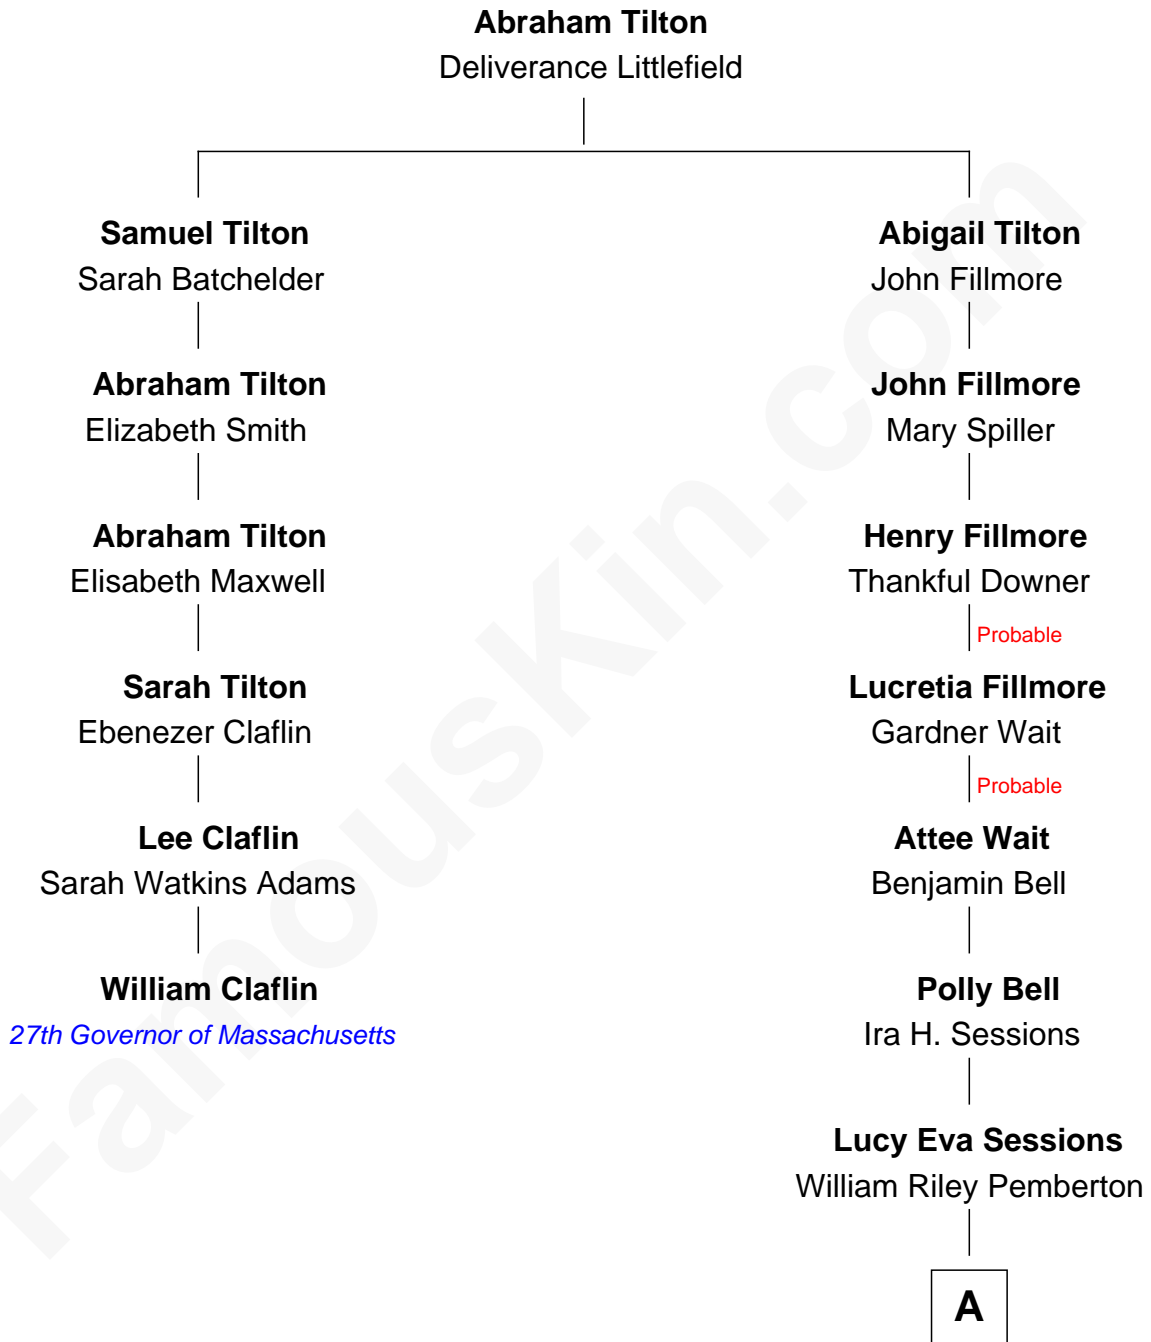 Abraham Tilton
Deliverance Littlefield
Samuel Tilton
Sarah Batchelder
Abigail Tilton
John Fillmore
Abraham Tilton
Elizabeth Smith
John Fillmore
Mary Spiller
Abraham Tilton
Elisabeth Maxwell
Henry Fillmore
Thankful Downer
Probable
Sarah Tilton
Ebenezer Claflin
Lucretia Fillmore
Gardner Wait
Probable
Lee Claflin
Sarah Watkins Adams
Attee Wait
Benjamin Bell
William Claflin
27th Governor of Massachusetts
Polly Bell
Ira H. Sessions
Lucy Eva Sessions
William Riley Pemberton
A
FamousKin.com